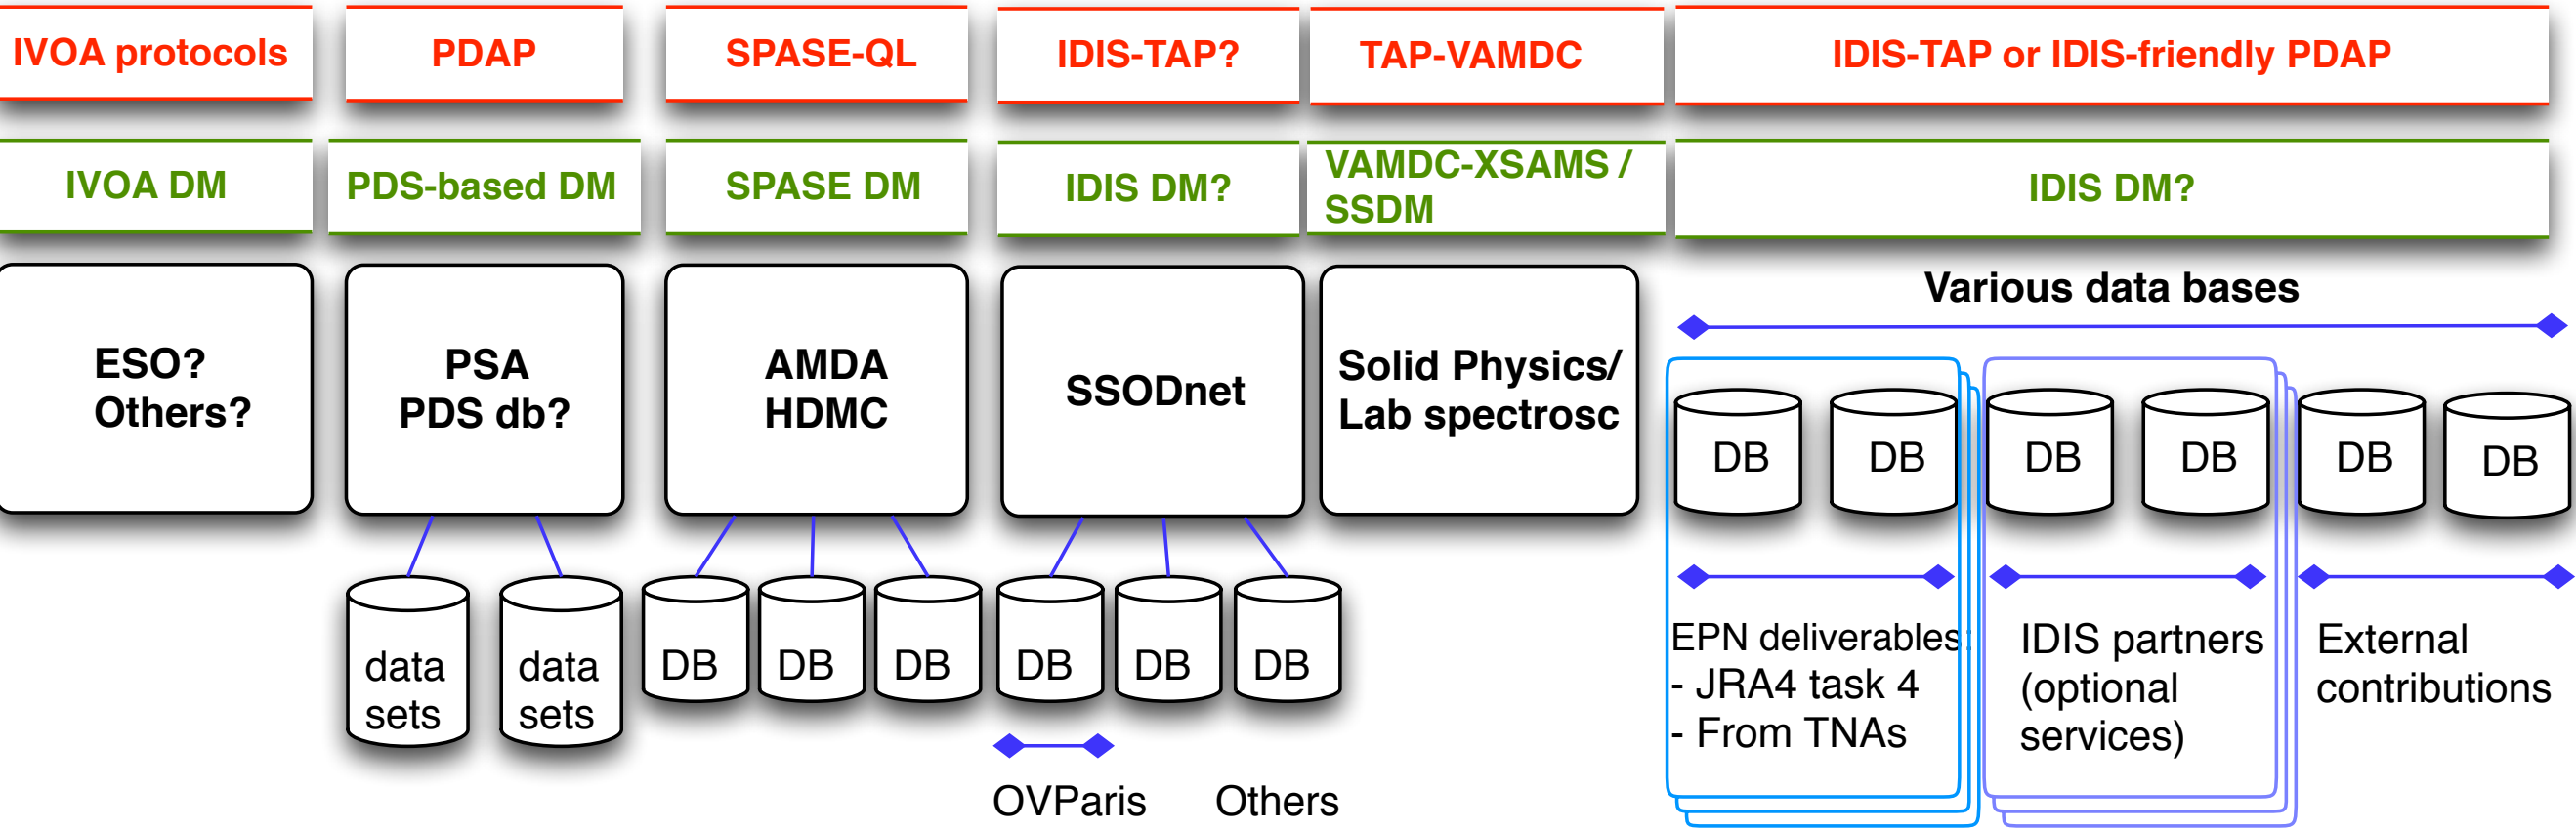 IVOA protocols
PDAP
SPASE-QL
IDIS-TAP?
TAP-VAMDC
IDIS-TAP or IDIS-friendly PDAP
IVOA DM
PDS-based DM
SPASE DM
IDIS DM?
VAMDC-XSAMS /
SSDM
IDIS DM?
ESO?
Others?
PSA
PDS db?
AMDA
HDMC
SSODnet
Solid Physics/
Lab spectrosc
Various data bases
DB
DB
DB
DB
DB
DB
data
sets
data
sets
DB
DB
DB
DB
DB
DB
OVParis
Others
EPN deliverables:
- JRA4 task 4
- From TNAs
IDIS partners
(optional
services)
External
contributions